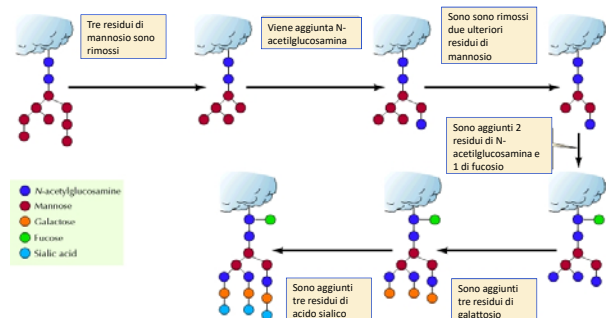 Tre residui di
mannosio sono
rimossi
Viene aggiunta N-
acetilglucosamina
Sono sono rimossi
due ulteriori
residui di
mannosio
Sono aggiunti 2
residui di N-
acetilglucosamina e
1 di fucosio
N-acetylglucosamine
Mannose
Galactose
Fucose
Sialic acid
Sono aggiunti
tre residui di
acido sialico
Sono aggiunti
tre residui di
galattosio